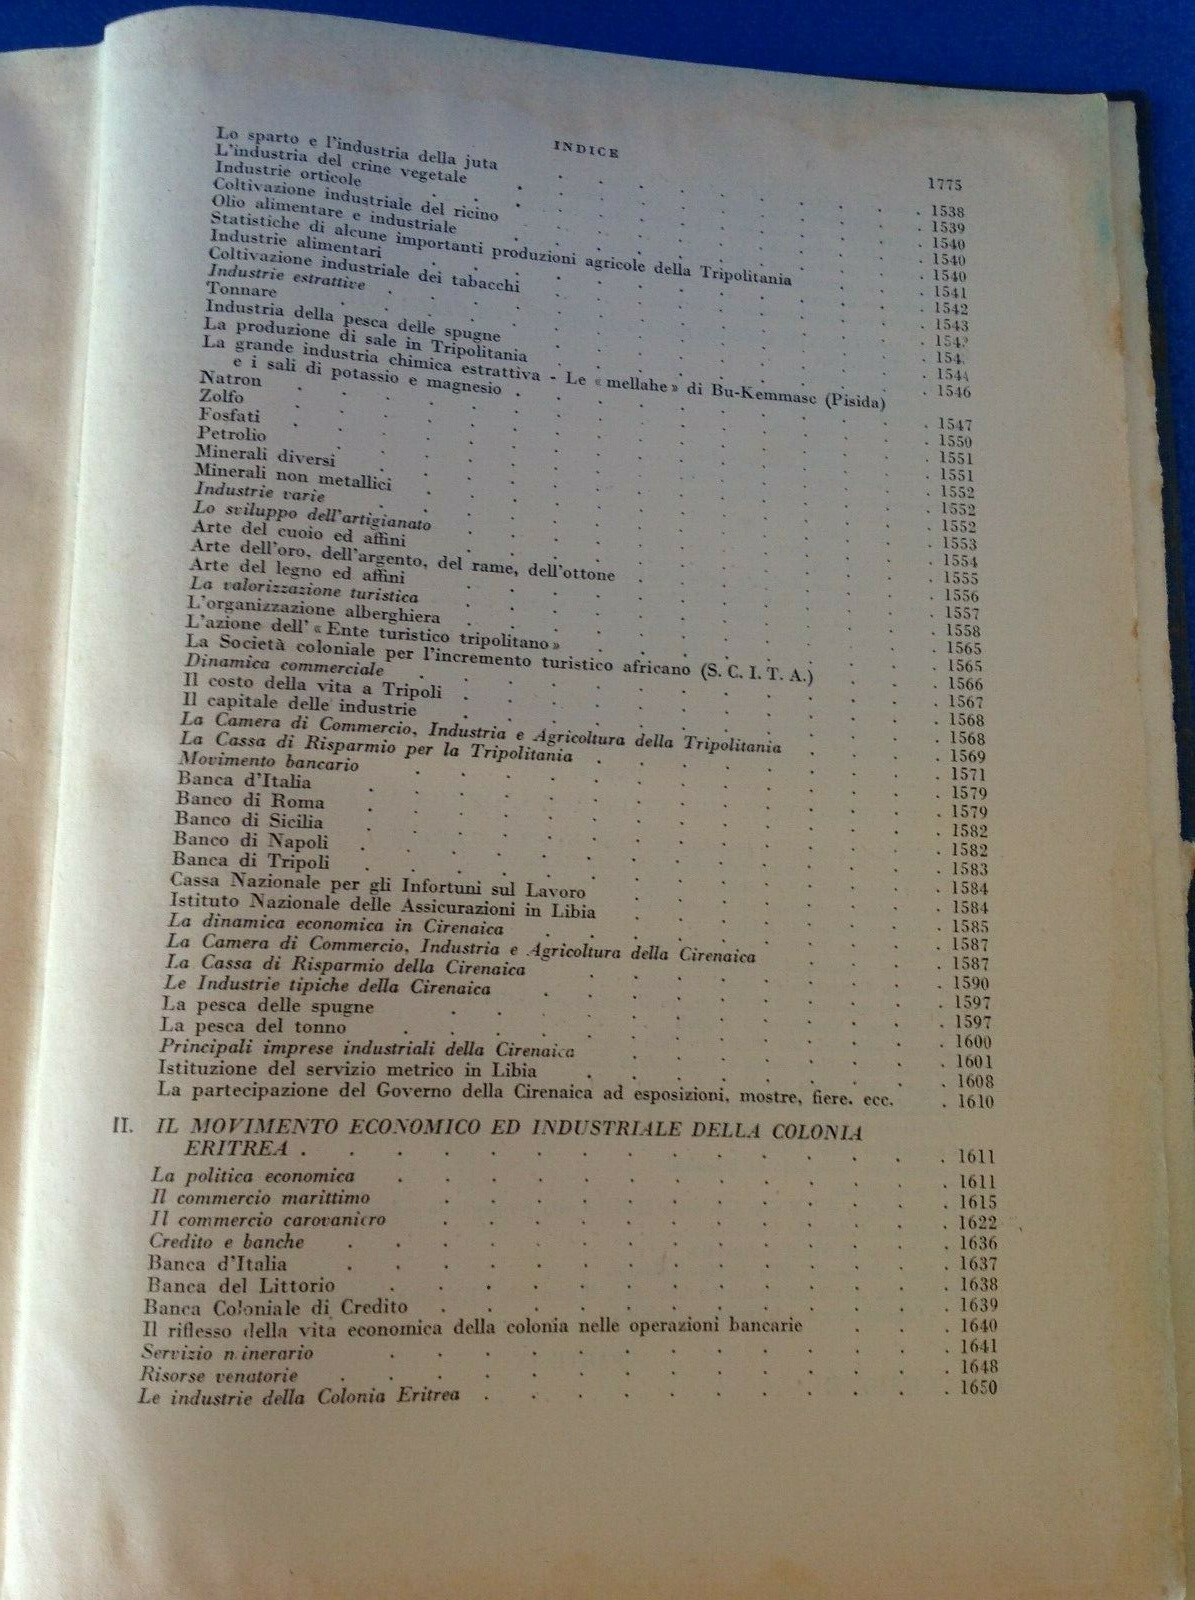 INDICE 1775
Lo sparto e l'industria della juta . 1538
L'industria del crine vegetale . 1539
Industrie orticole . 1540
Coltivazione industriale del ricino . 1540
Olio alimentare e industriale . 1540
Statistiche di alcune importanti produzioni agricole della Tripolitania . 1541
Industrie alimentari . 1542
Coltivazione industriale dei tabacchi . 1543
Industrie estrattive
Tonnare
Industria della pesca delle spugne . 1544
La produzione di sale in Tripolitania . 1546
La grande industria chimica estrattiva - Le « mellahe » di Bu-Kemmasc (Pisida)
e i sali di potassio e magnesio . 1547
Natron . 1550
Zolfo . 1551
Fosfati . 1551
Petrolio . 1552
Minerali diversi . 1552
Minerali non metallici . 1552
Industrie varie . 1553
Lo sviluppo dell'artigianato . 1554
Arte del cuoio ed affini . 1555
Arte dell'oro, dell'argento, del rame, dell'ottone . 1556
Arte del legno ed affini . 1557
La valorizzazione turistica . 1558
L'organizzazione alberghiera . 1565
L'azione dell'« Ente turistico tripolitano » . 1565
La Società coloniale per l'incremento turistico africano (S. C. I. T. A.) . 1566
Dinamica commerciale . 1567
Il costo della vita a Tripoli . 1568
Il capitale delle industrie . 1568
La Camera di Commercio, Industria e Agricoltura della Tripolitania . 1569
La Cassa di Risparmio per la Tripolitania . 1571
Movimento bancario . 1579
Banca d'Italia . 1579
Banco di Roma . 1582
Banco di Sicilia . 1582
Banco di Napoli . 1583
Banca di Tripoli . 1584
Cassa Nazionale per gli Infortuni sul Lavoro . 1584
Istituto Nazionale delle Assicurazioni in Libia . 1585
La dinamica economica in Cirenaica . 1587
La Camera di Commercio, Industria e Agricoltura della Cirenaica . 1587
La Cassa di Risparmio della Cirenaica . 1590
Le Industrie tipiche della Cirenaica . 1597
La pesca delle spugne . 1597
La pesca del tonno . 1600
Principali imprese industriali della Cirenaica . 1601
Istituzione del servizio metrico in Libia . 1608
La partecipazione del Governo della Cirenaica ad esposizioni, mostre, fiere. ecc. . 1610
II. IL MOVIMENTO ECONOMICO ED INDUSTRIALE DELLA COLONIA
ERITREA . 1611
La politica economica . 1611
Il commercio marittimo . 1615
Il commercio carovaniero . 1622
Credito e banche . 1636
Banca d'Italia . 1637
Banca del Littorio . 1638
Banca Coloniale di Credito . 1639
Il riflesso della vita economica della colonia nelle operazioni bancarie . 1640
Servizio minerario . 1641
Risorse venatorie . 1648
Le industrie della Colonia Eritrea . 1650